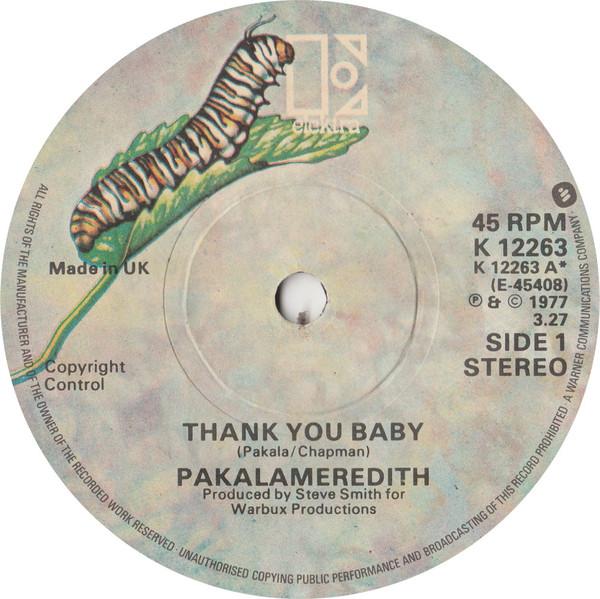 elektra
45 RPM
K 12263
K 12263 A*
(E-45408)
℗ & © 1977
3.27
SIDE 1
STEREO
Made in UK
Copyright
Control
THANK YOU BABY
(Pakala/Chapman)
PAKALAMEREDITH
Produced by Steve Smith for
Warbux Productions
ALL RIGHTS OF THE MANUFACTURER AND OF THE OWNER OF THE RECORDED WORK RESERVED · UNAUTHORISED COPYING PUBLIC PERFORMANCE AND BROADCASTING OF THIS RECORD PROHIBITED · A WARNER COMMUNICATIONS COMPANY ·